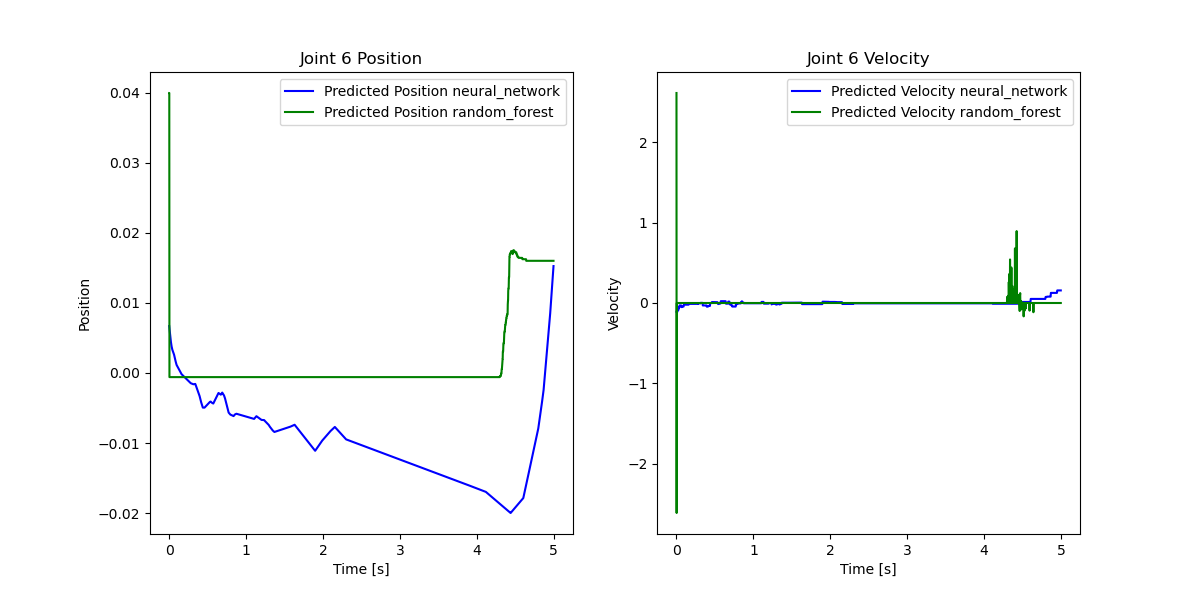 Joint 6 Position
Predicted Position neural_network
Predicted Position random_forest
0.04
0.03
0.02
0.01
0.00
−0.01
−0.02
Position
0
1
2
3
4
5
Time [s]
Joint 6 Velocity
Predicted Velocity neural_network
Predicted Velocity random_forest
2
1
0
−1
−2
Velocity
0
1
2
3
4
5
Time [s]